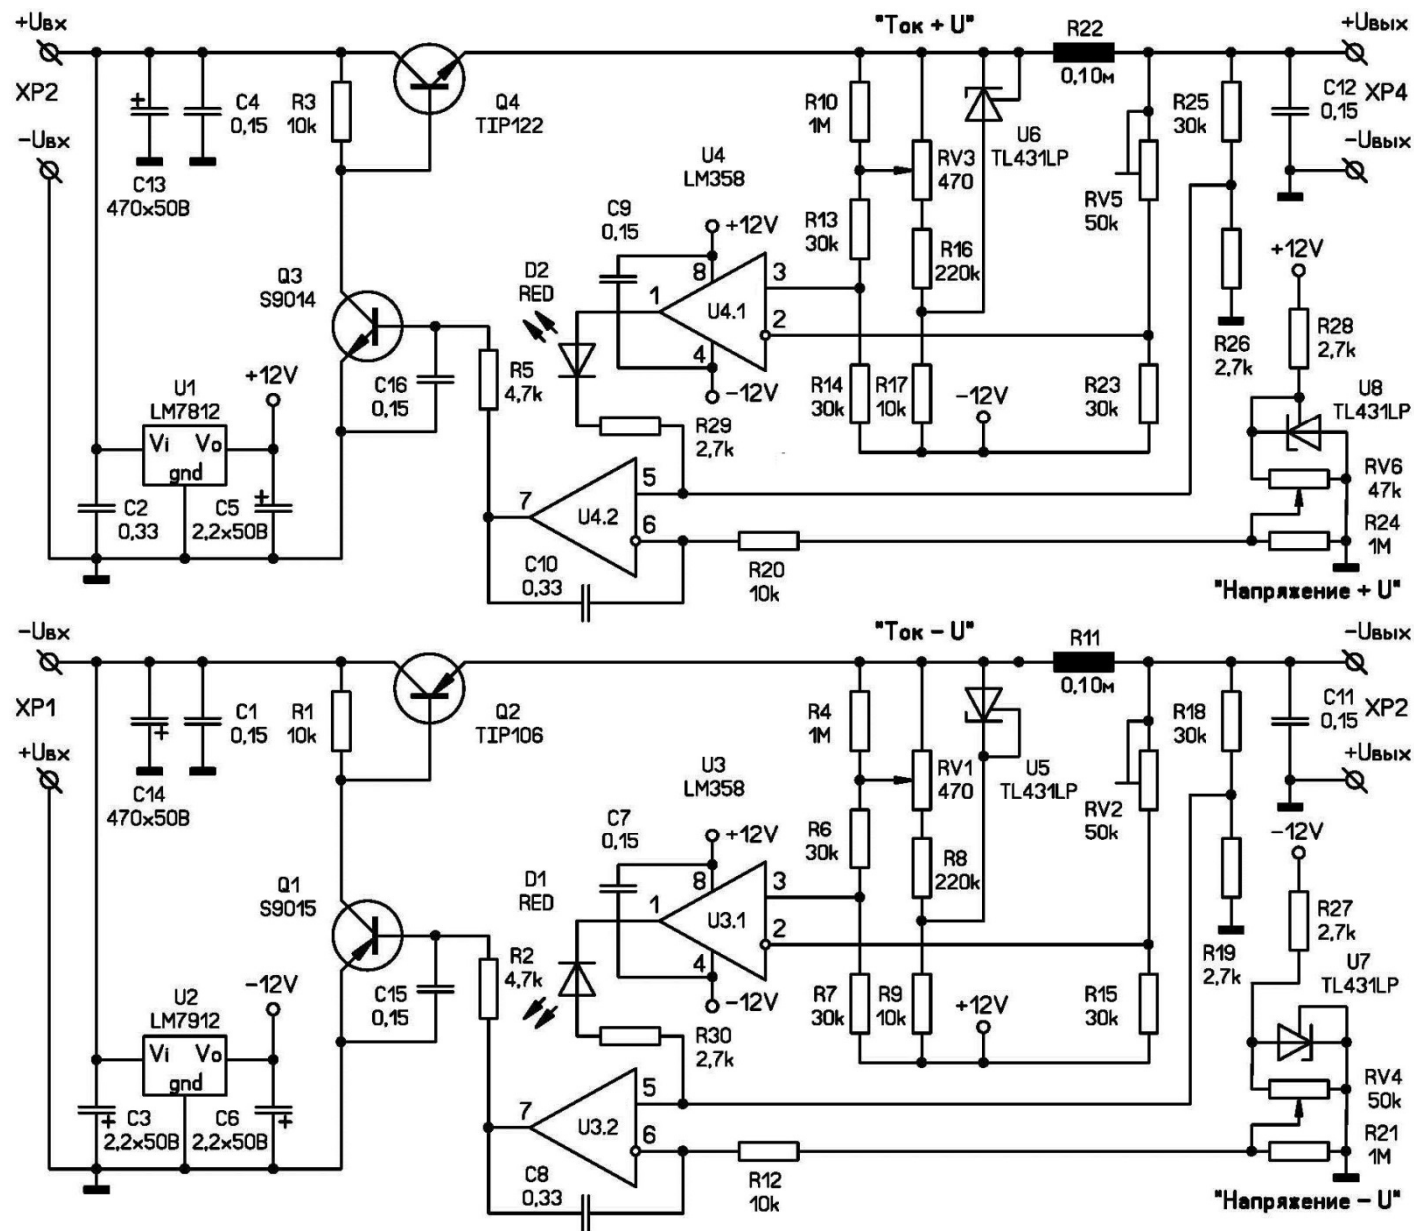 +Uвх
"Ток + U"
R22
+Uвых
XP2
C4
0,15
R3
10k
Q4
TIP122
R10
1M
0,10м
R25
30k
C12
0,15
XP4
−Uвх
C13
470x50В
U4
LM358
RV3
470
U6
TL431LP
RV5
50k
−Uвых
C9
0,15
+12V
R13
30k
R16
220k
+12V
Q3
S9014
D2
RED
8
1
U4.1
3
2
4
−12V
R26
2,7k
R28
2,7k
U1
LM7812
+12V
C16
0,15
R5
4,7k
R14
30k
R17
10k
−12V
R23
30k
U8
TL431LP
Vi
Vo
gnd
R29
2,7k
C2
0,33
C5
2,2x50В
7
U4.2
5
6
RV6
47k
R24
1M
C10
0,33
R20
10k
"Напряжение + U"
−Uвх
"Ток − U"
R11
−Uвых
XP1
C1
0,15
R1
10k
Q2
TIP106
R4
1M
0,10м
R18
30k
C11
0,15
XP2
+Uвх
C14
470x50В
U3
LM358
RV1
470
U5
TL431LP
RV2
50k
+Uвых
C7
0,15
+12V
R6
30k
R8
220k
−12V
Q1
S9015
D1
RED
8
1
U3.1
3
2
4
−12V
R19
2,7k
R27
2,7k
U2
LM7912
−12V
C15
0,15
R2
4,7k
R7
30k
R9
10k
+12V
R15
30k
U7
TL431LP
Vi
Vo
gnd
R30
2,7k
C3
2,2x50В
C6
2,2x50В
7
U3.2
5
6
RV4
50k
R21
1M
C8
0,33
R12
10k
"Напряжение − U"